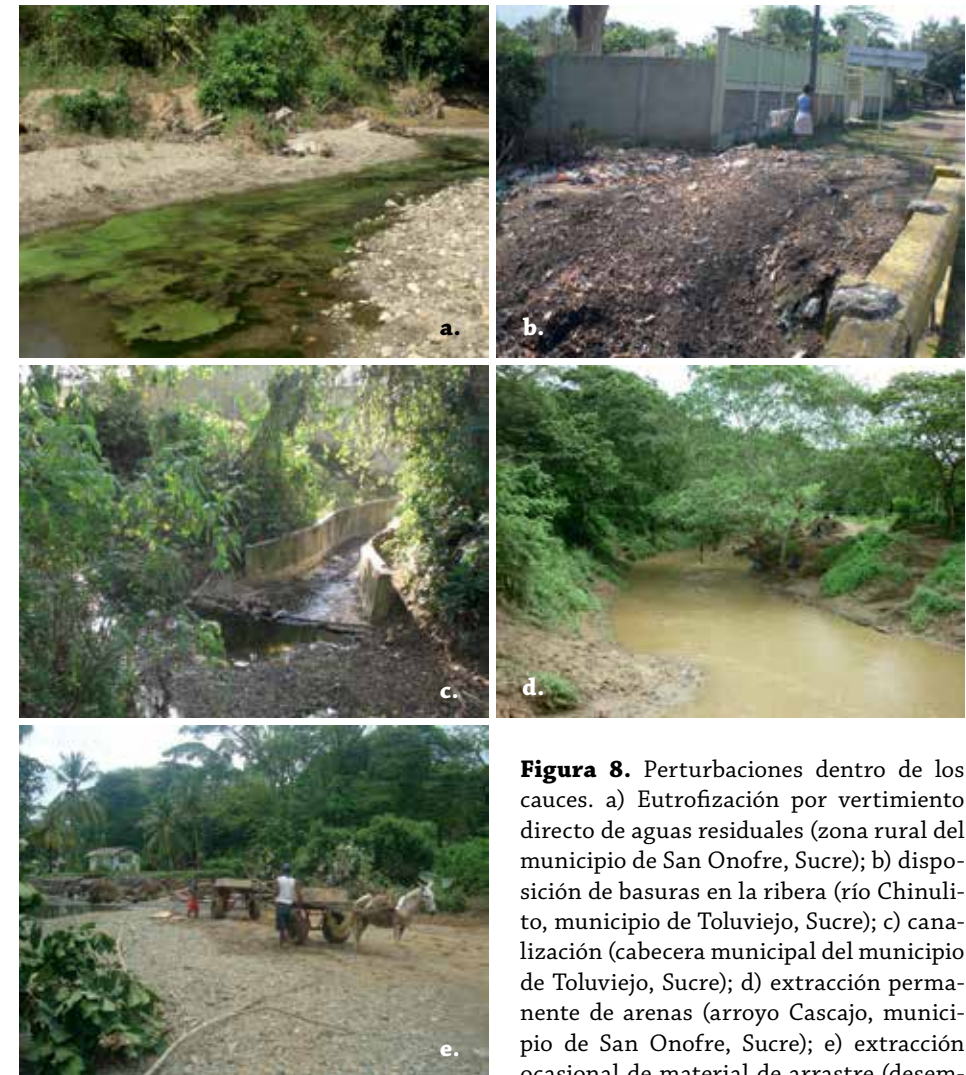 a.
b.
c.
d.
e.
Figura 8. Perturbaciones dentro de los
cauces. a) Eutrofización por vertimiento
directo de aguas residuales (zona rural del
municipio de San Onofre, Sucre); b) dispo-
sición de basuras en la ribera (río Chinuli-
to, municipio de Toluviejo, Sucre); c) cana-
lización (cabecera municipal del municipio
de Toluviejo, Sucre); d) extracción perma-
nente de arenas (arroyo Cascajo, munici-
pio de San Onofre, Sucre); e) extracción
ocasional de material de arrastre (desem-